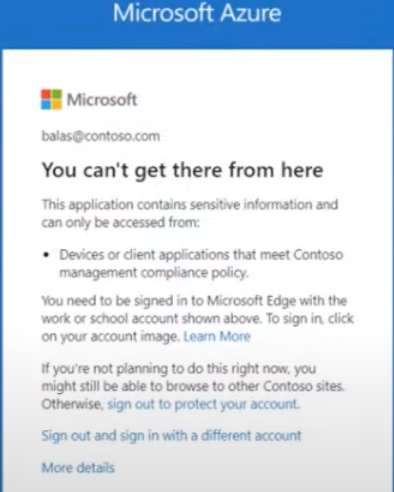 Microsoft Azure
Microsoft
balas@contoso.com
You can't get there from here
This application contains sensitive information and
can only be accessed from:
• Devices or client applications that meet Contoso
management compliance policy.
You need to be signed in to Microsoft Edge with the
work or school account shown above. To sign in, click
on your account image. Learn More
If you're not planning to do this right now, you
might still be able to browse to other Contoso sites.
Otherwise, sign out to protect your account.
Sign out and sign in with a different account
More details